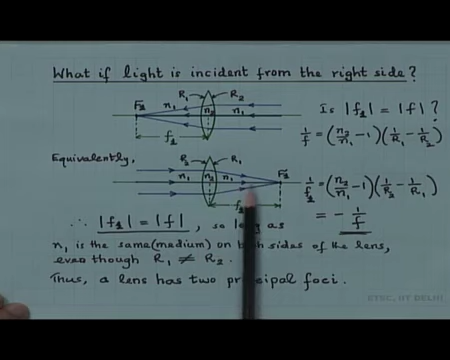 What if light is incident from the right side?
R₁ R₂
F₁ n₁ n₂ n₁
f₁
Is |f₁| = |f| ?
1/f = (n₂/n₁ − 1)(1/R₁ − 1/R₂)
Equivalently,
R₂ R₁
n₁ n₂ n₁ F₁
1/f₁ = (n₂/n₁ − 1)(1/R₂ − 1/R₁)
= − 1/f
∴ |f₁| = |f|, so long as
n₁ is the same (medium) on both sides of the lens,
even though R₁ ≠ R₂.
Thus, a lens has two principal foci.
ETSC, IIT DELHI